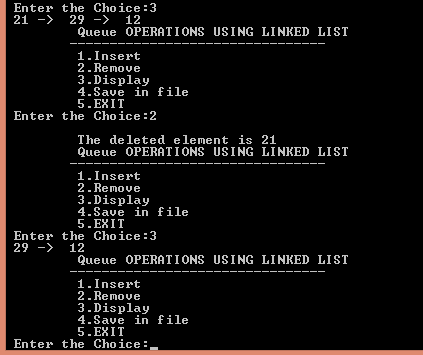 Enter the Choice:3
21 -> 29 -> 12
Queue OPERATIONS USING LINKED LIST
--------------------------------
1.Insert
2.Remove
3.Display
4.Save in file
5.EXIT
Enter the Choice:2
The deleted element is 21
Queue OPERATIONS USING LINKED LIST
--------------------------------
1.Insert
2.Remove
3.Display
4.Save in file
5.EXIT
Enter the Choice:3
29 -> 12
Queue OPERATIONS USING LINKED LIST
--------------------------------
1.Insert
2.Remove
3.Display
4.Save in file
5.EXIT
Enter the Choice:_